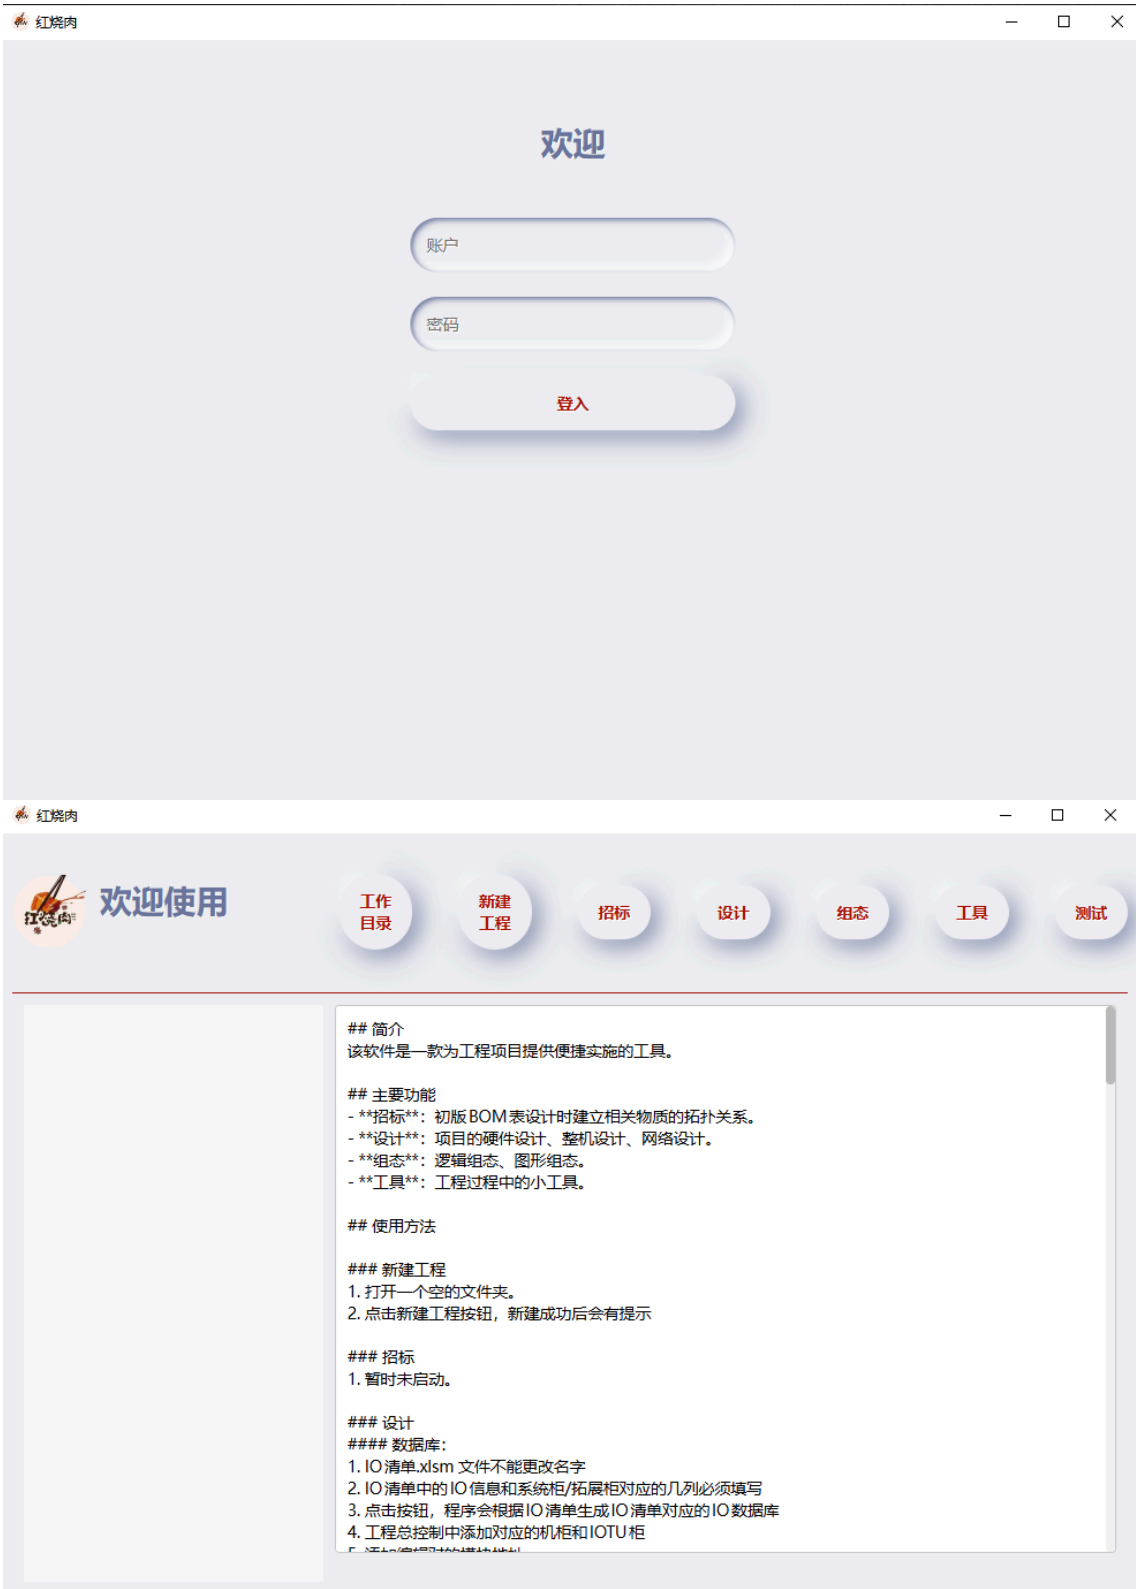 红烧肉
欢迎
账户
密码
登入
红烧肉
红烧肉
欢迎使用
工作
目录
新建
工程
招标
设计
组态
工具
测试
## 简介
该软件是一款为工程项目提供便捷实施的工具。
## 主要功能
- **招标**：初版BOM表设计时建立相关物质的拓扑关系。
- **设计**：项目的硬件设计、整机设计、网络设计。
- **组态**：逻辑组态、图形组态。
- **工具**：工程过程中的小工具。
## 使用方法
### 新建工程
1. 打开一个空的文件夹。
2. 点击新建工程按钮，新建成功后会有提示
### 招标
1. 暂时未启动。
### 设计
#### 数据库：
1. IO清单.xlsm 文件不能更改名字
2. IO清单中的IO信息和系统柜/拓展柜对应的几列必须填写
3. 点击按钮，程序会根据IO清单生成IO清单对应的IO数据库
4. 工程总控制中添加对应的机柜和IOTU柜